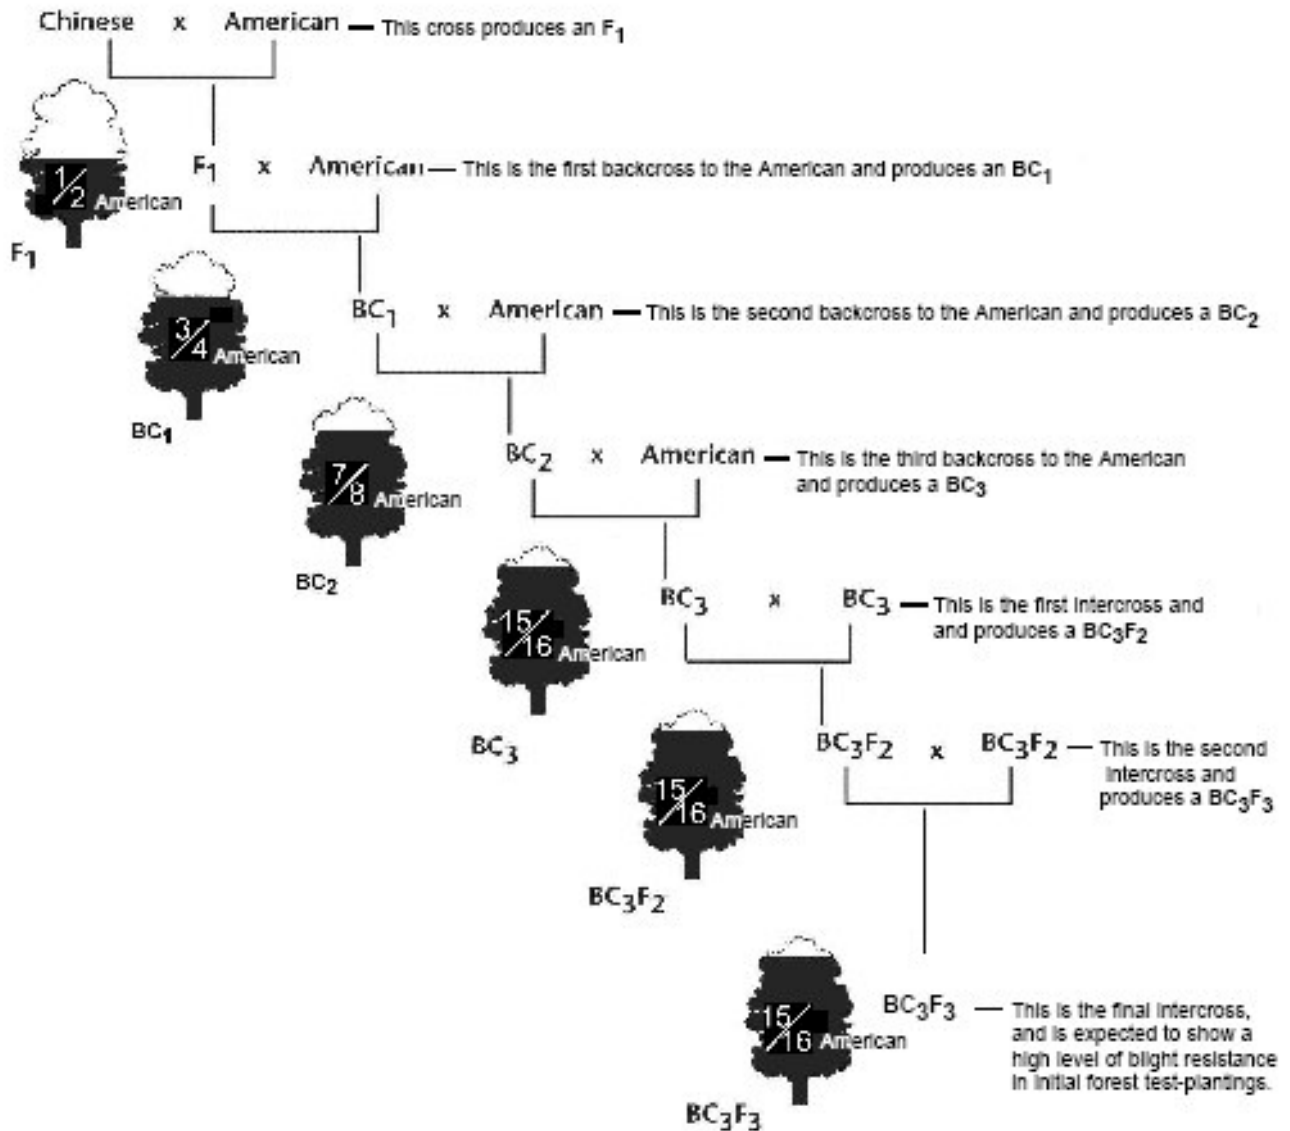 Chinese x American — This cross produces an F1
1/2 American
F1
F1 x American — This is the first backcross to the American and produces an BC1
3/4 American
BC1
BC1 x American — This is the second backcross to the American and produces a BC2
7/8 American
BC2
BC2 x American — This is the third backcross to the American
and produces a BC3
15/16 American
BC3
BC3 x BC3 — This is the first intercross and
and produces a BC3F2
15/16 American
BC3F2
BC3F2 x BC3F2 — This is the second
intercross and
produces a BC3F3
15/16 American
BC3F3
BC3F3 — This is the final intercross,
and is expected to show a
high level of blight resistance
in initial forest test-plantings.